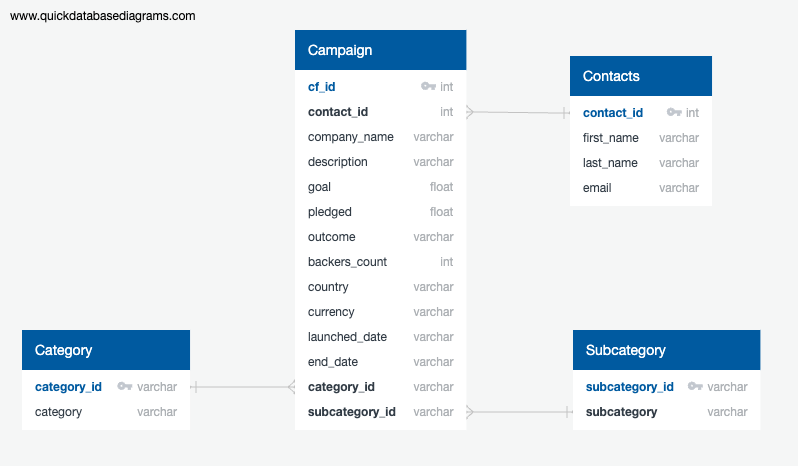 www.quickdatabasediagrams.com
Campaign
cf_id int
contact_id int
company_name varchar
description varchar
goal float
pledged float
outcome varchar
backers_count int
country varchar
currency varchar
launched_date varchar
end_date varchar
category_id varchar
subcategory_id varchar
Contacts
contact_id int
first_name varchar
last_name varchar
email varchar
Category
category_id varchar
category varchar
Subcategory
subcategory_id varchar
subcategory varchar